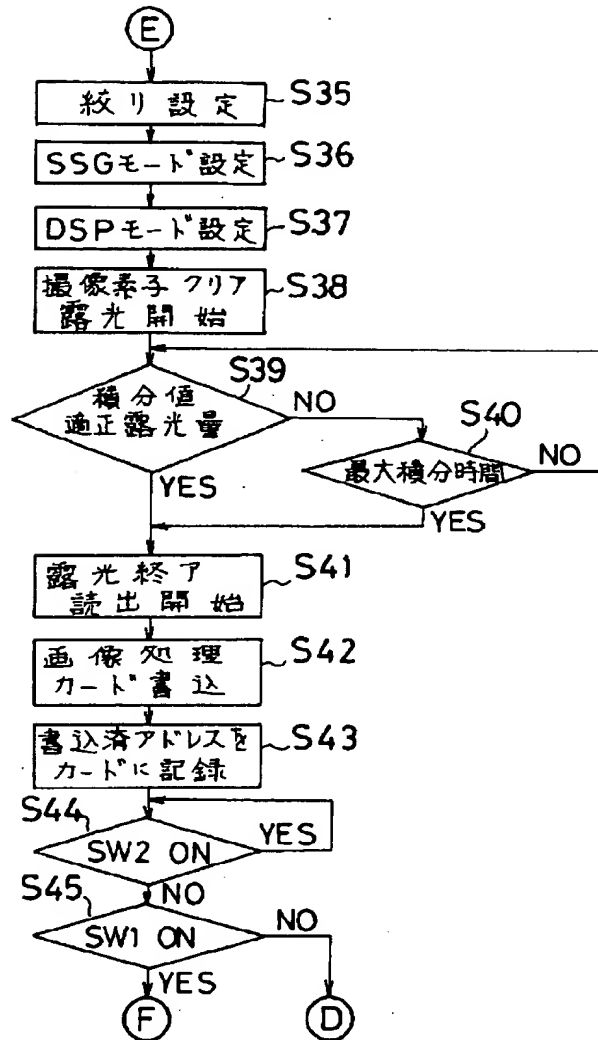 E
絞り設定
S35
SSGモード設定
S36
DSPモード設定
S37
撮像素子クリア
露光開始
S38
積分値
適正露光量
S39
NO
YES
最大積分時間
S40
NO
YES
露光終了
読出開始
S41
画像処理
カード書込
S42
書込済アドレスを
カードに記録
S43
S44
SW2 ON
YES
NO
S45
SW1 ON
NO
YES
F
D